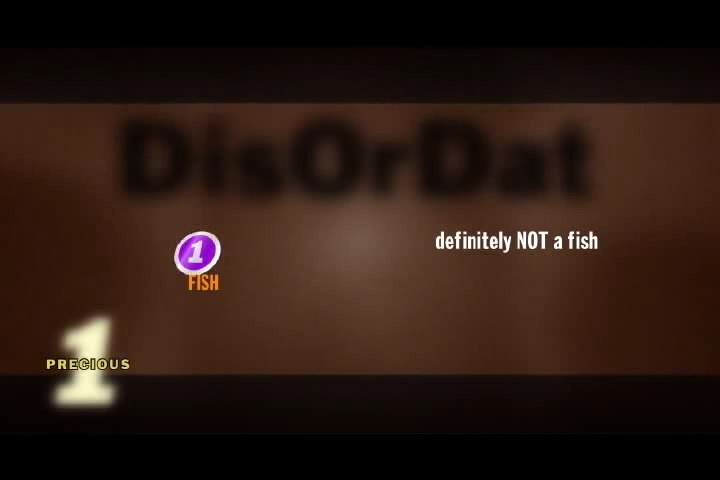 DisOrDat
definitely NOT a fish
1
FISH
PRECIOUS
1